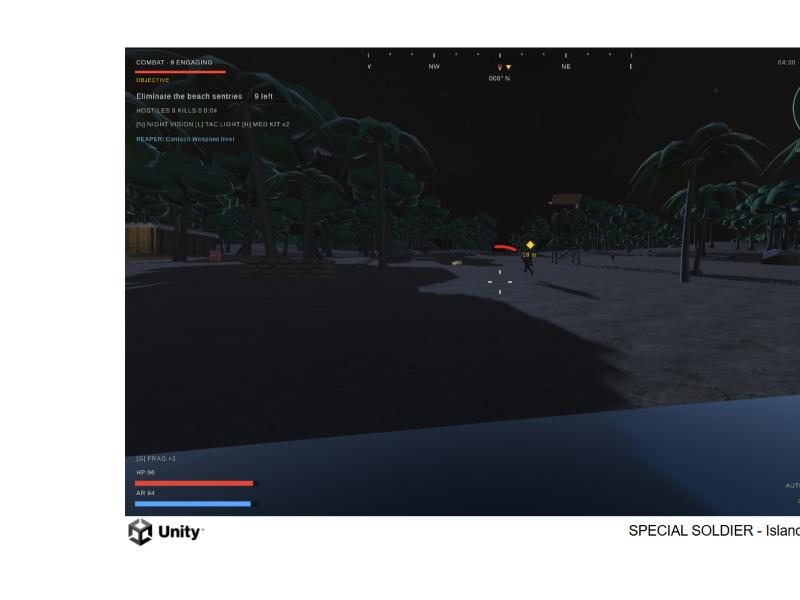 COMBAT · 9 ENGAGING
OBJECTIVE
Eliminate the beach sentries 9 left
HOSTILES 9 KILLS 0 0:04
[N] NIGHT VISION [L] TAC LIGHT [H] MED KIT x2
REAPER: Contact! Weapons free!
NW N NE E
000° N
04:30
18 m
[G] FRAG ×3
HP 96
AR 94
AUTO
Unity
SPECIAL SOLDIER - Island